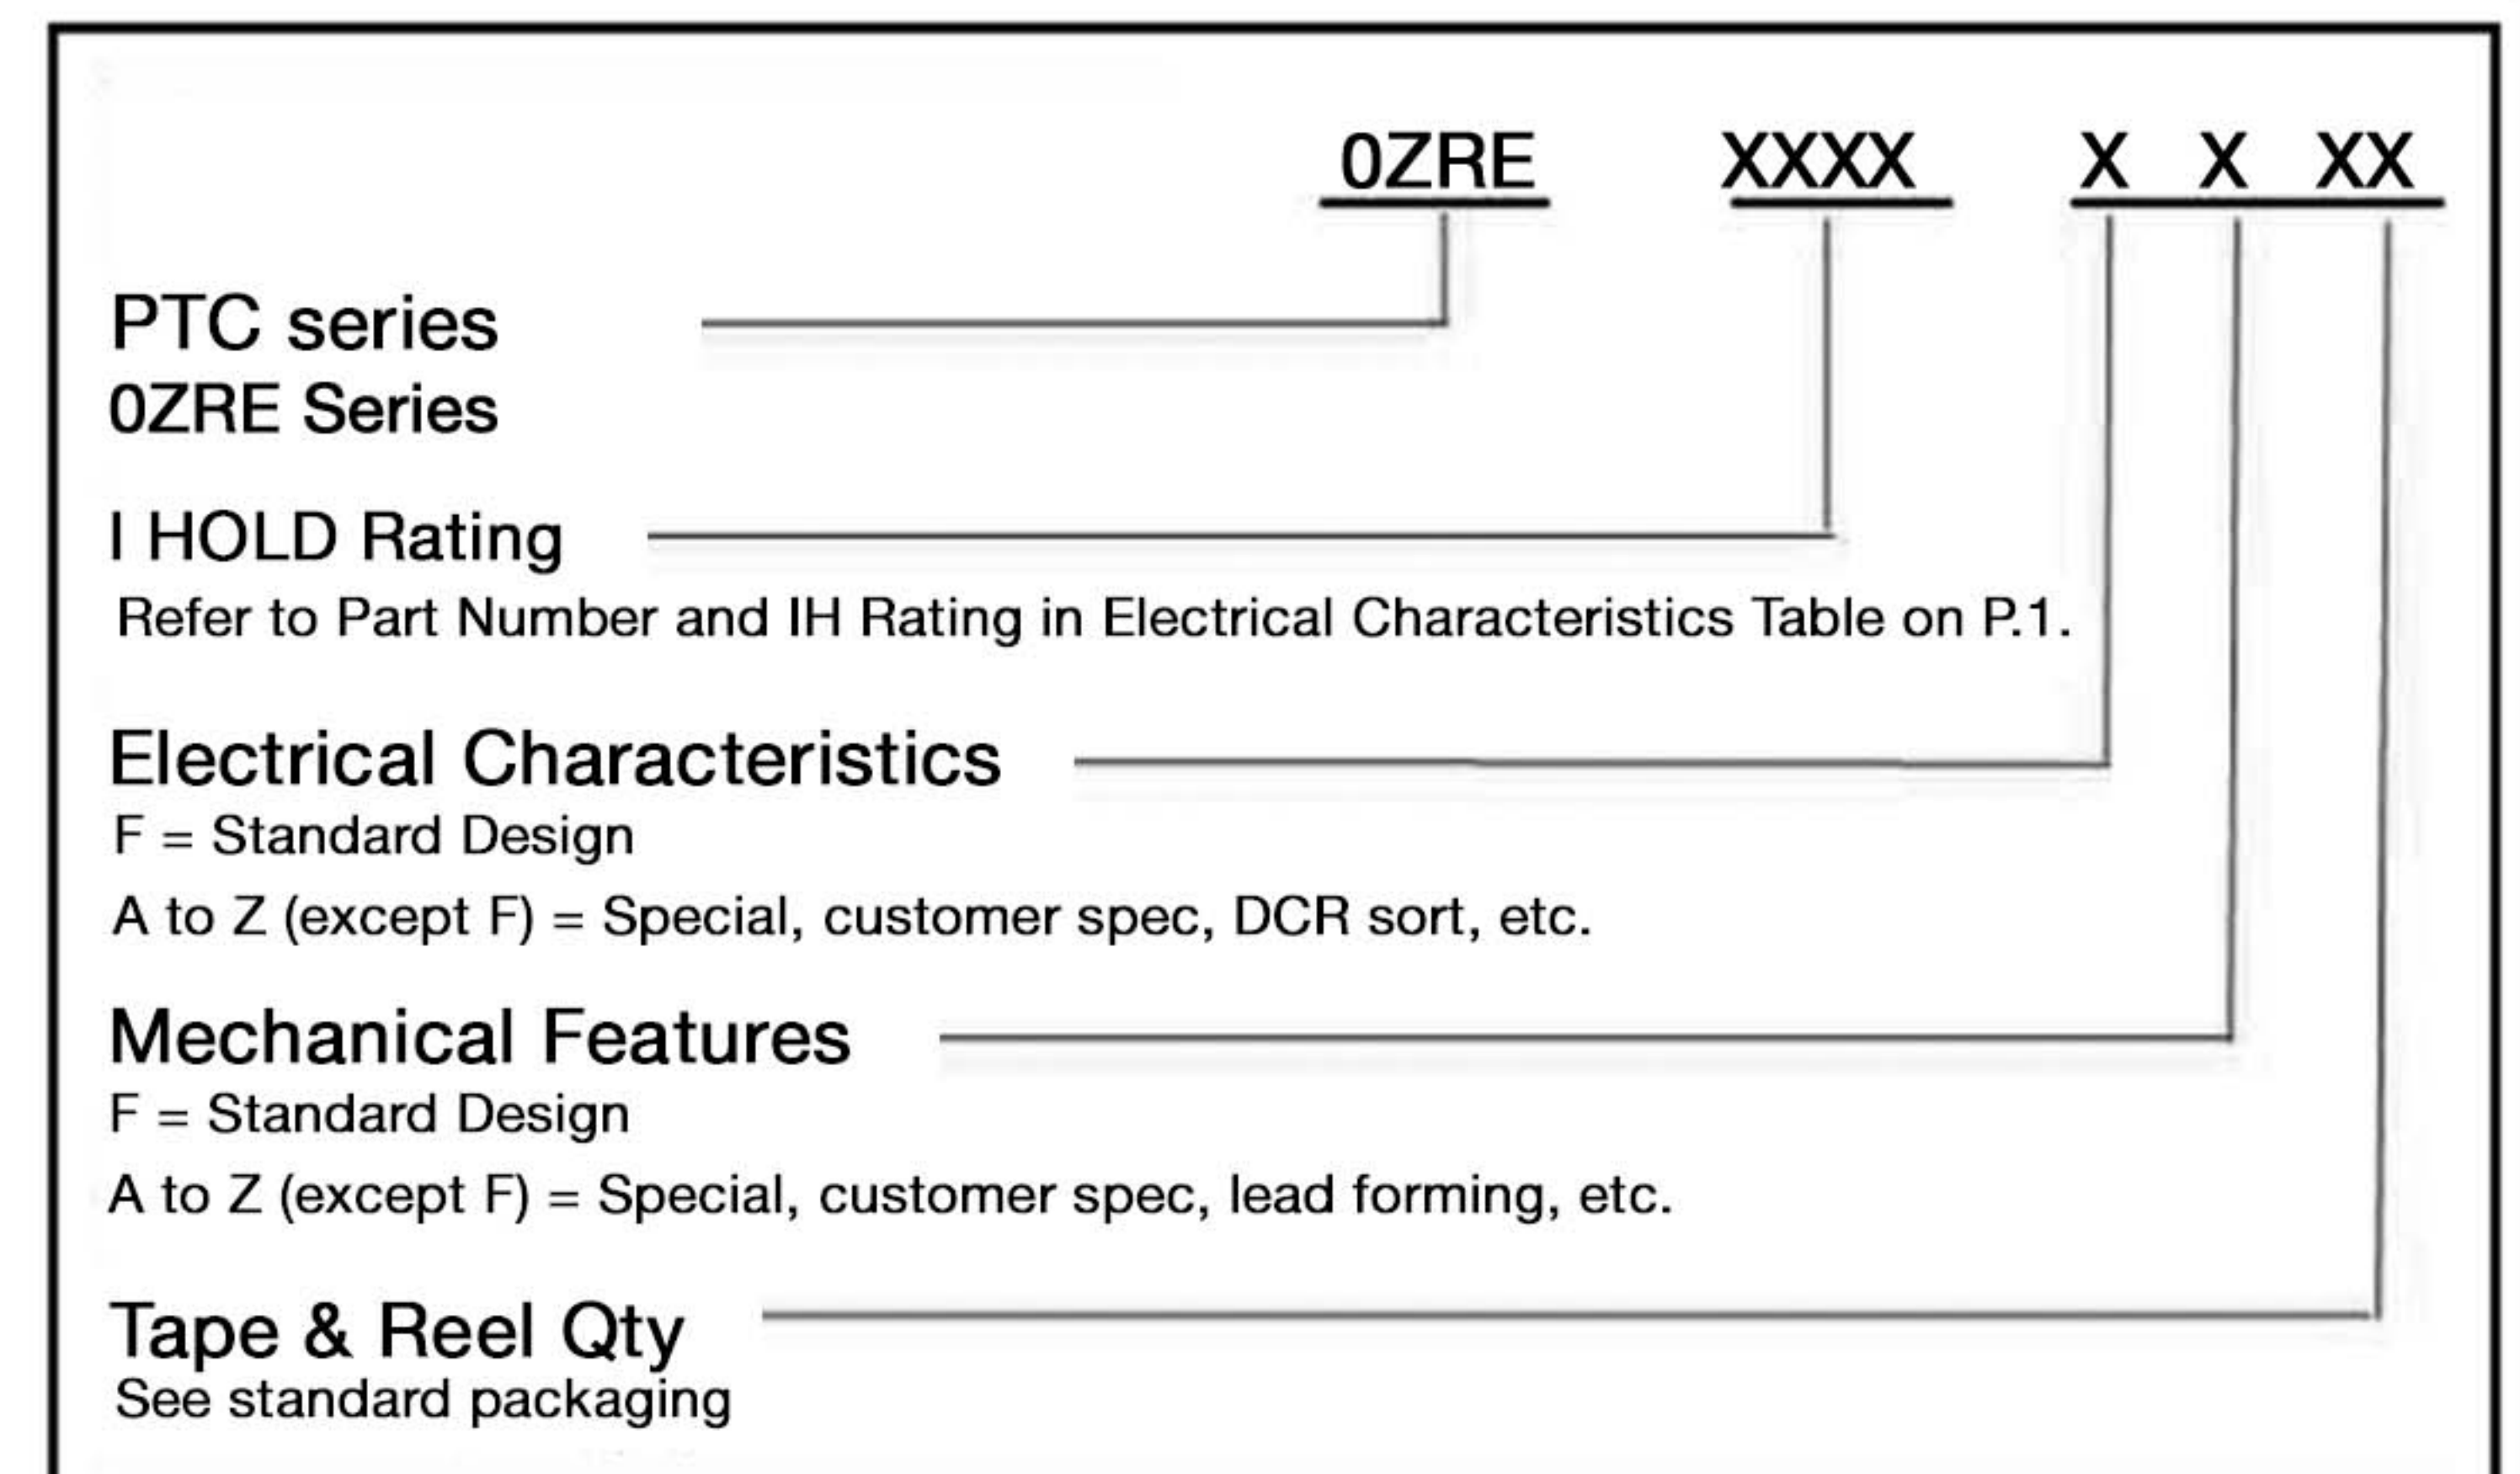 0ZRE XXXX X X XX
PTC series
0ZRE Series
I HOLD Rating
Refer to Part Number and IH Rating in Electrical Characteristics Table on P.1.
Electrical Characteristics
F = Standard Design
A to Z (except F) = Special, customer spec, DCR sort, etc.
Mechanical Features
F = Standard Design
A to Z (except F) = Special, customer spec, lead forming, etc.
Tape & Reel Qty
See standard packaging